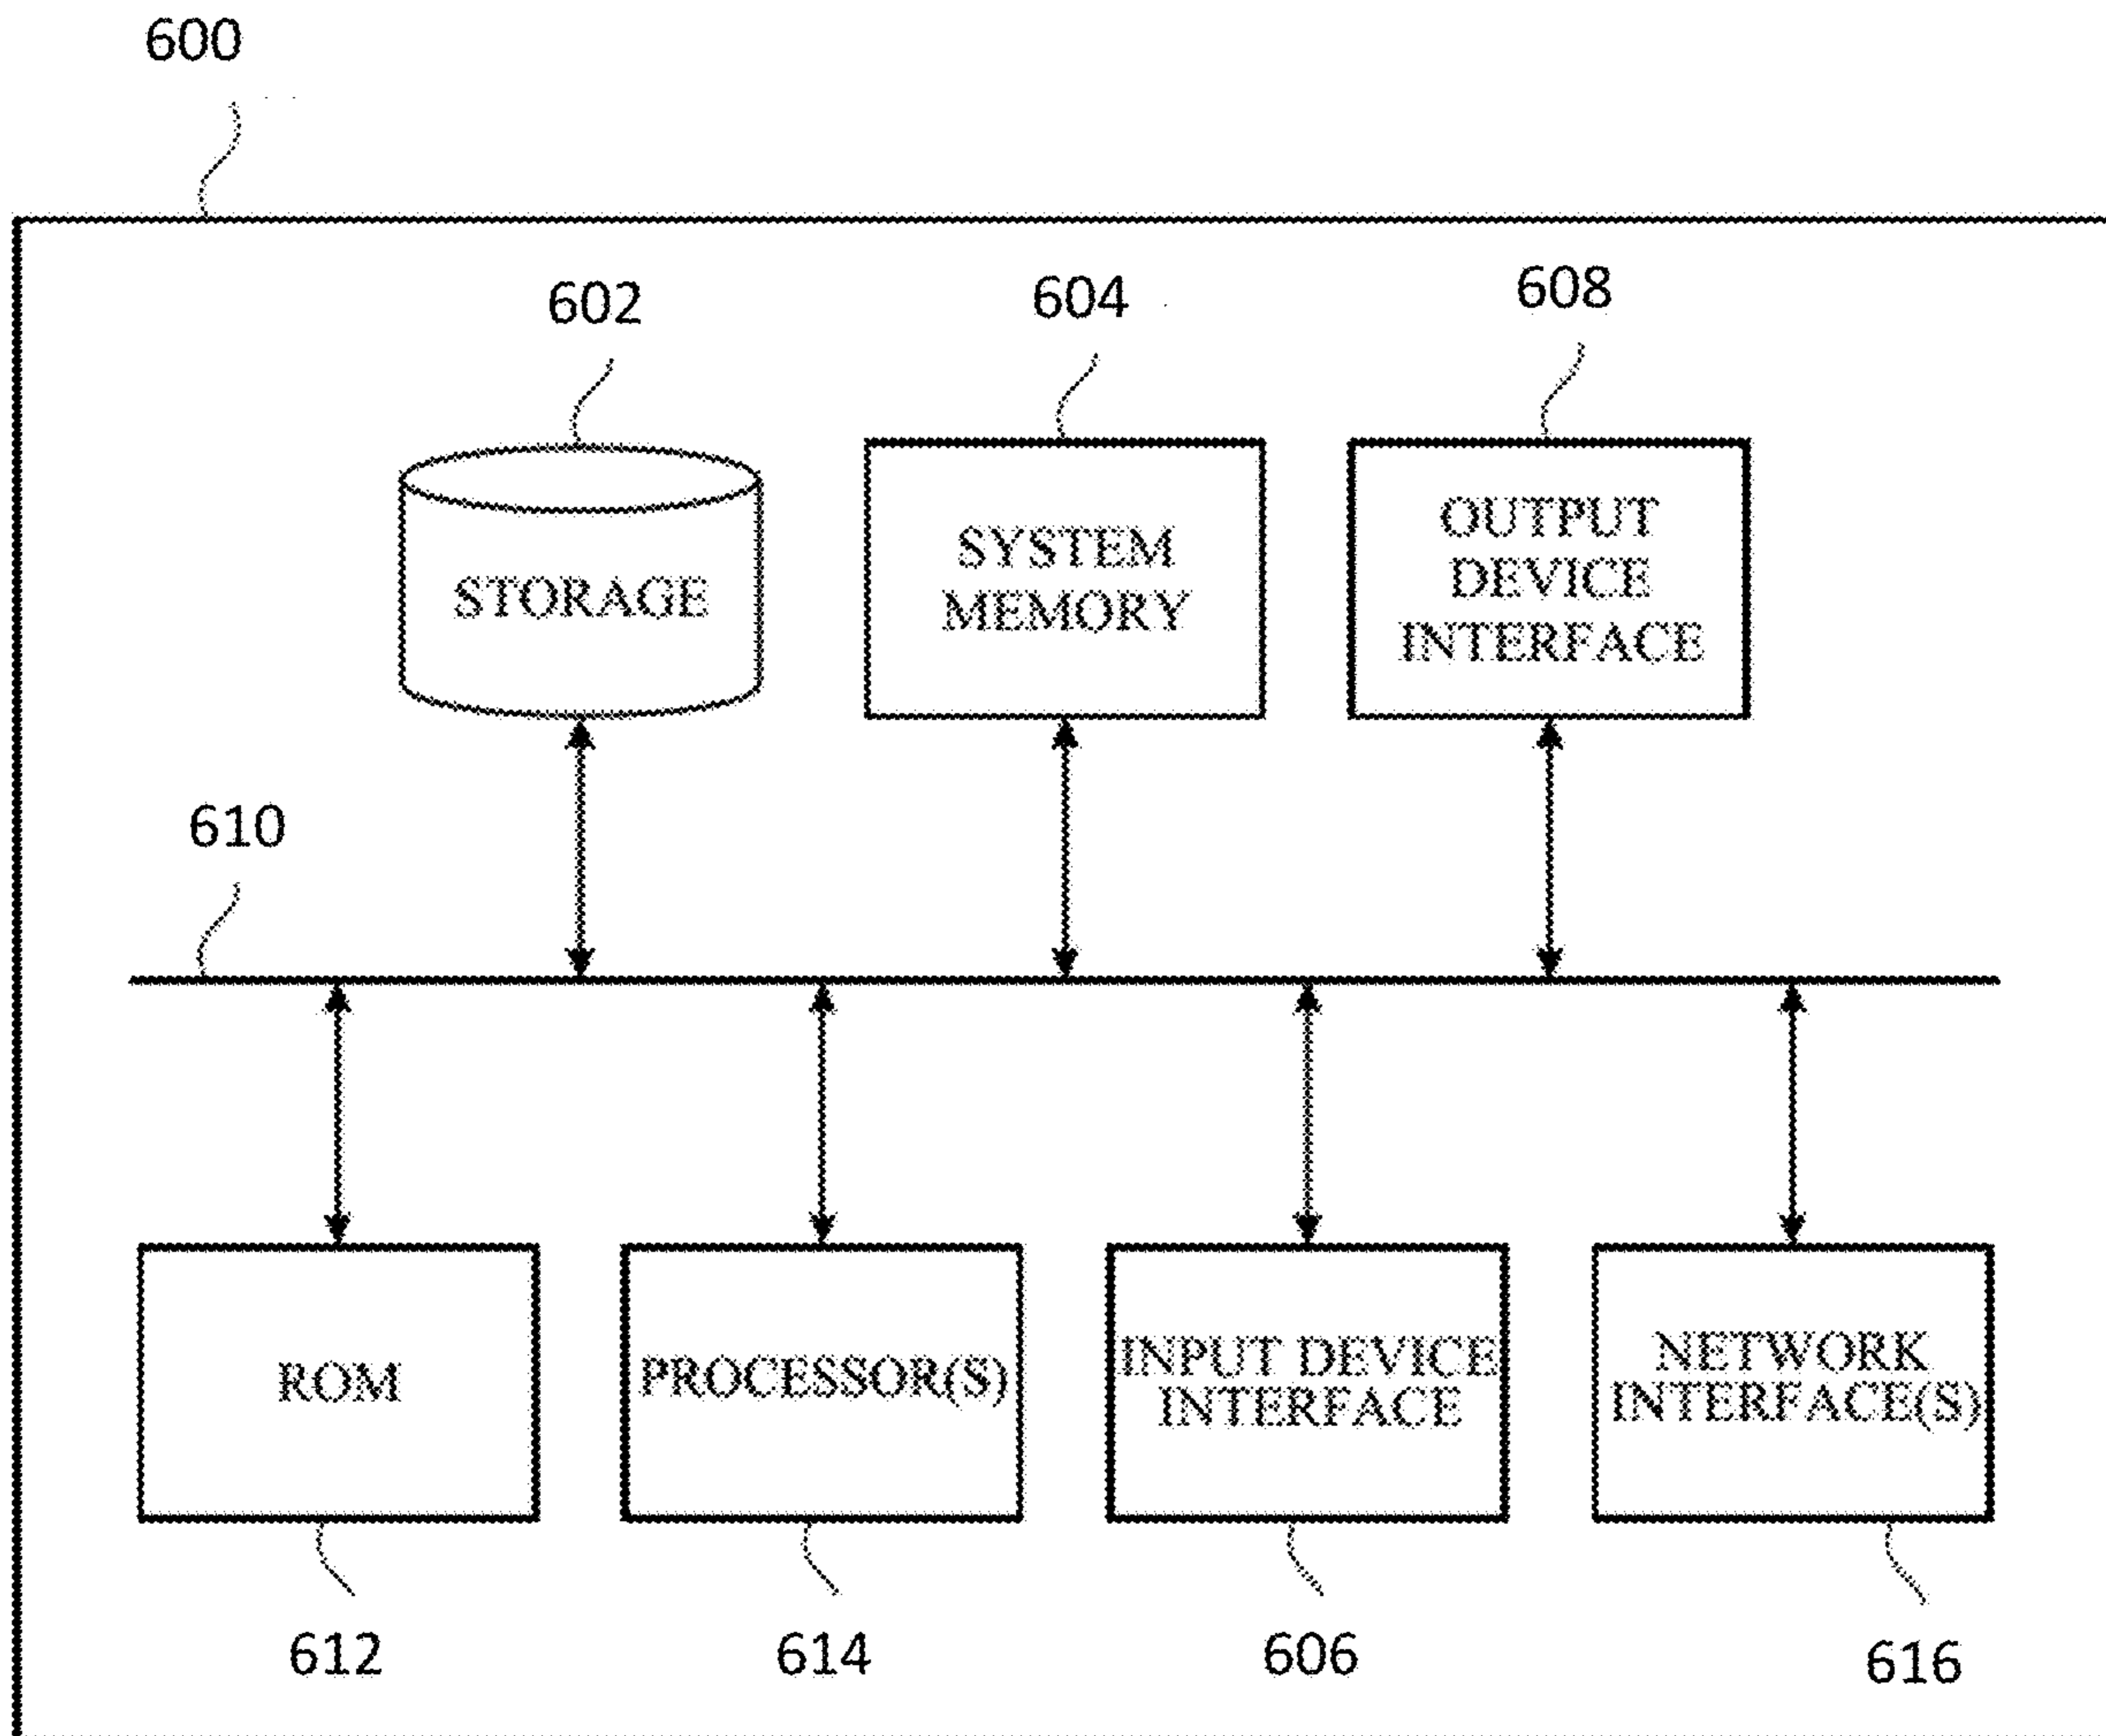 600
602
604
608
STORAGE
SYSTEM
MEMORY
OUTPUT
DEVICE
INTERFACE
610
ROM
PROCESSOR(S)
INPUT DEVICE
INTERFACE
NETWORK
INTERFACE(S)
612
614
606
616